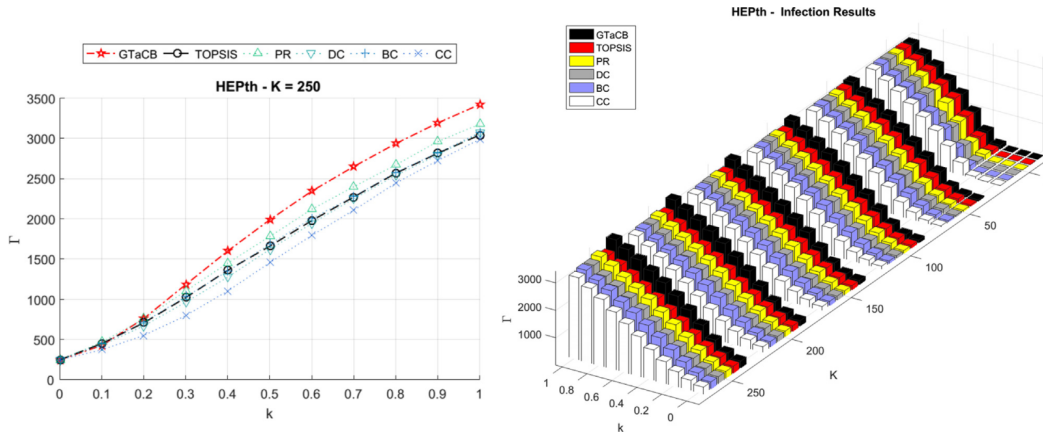 GTaCB TOPSIS PR DC BC CC
HEPth - K = 250
3500
3000
2500
2000
1500
1000
500
0
Γ
0 0.1 0.2 0.3 0.4 0.5 0.6 0.7 0.8 0.9 1
k
HEPth - Infection Results
GTaCB
TOPSIS
PR
DC
BC
CC
3000
2000
1000
Γ
1
0.8
0.6
0.4
0.2
0
k
50
100
150
200
250
K